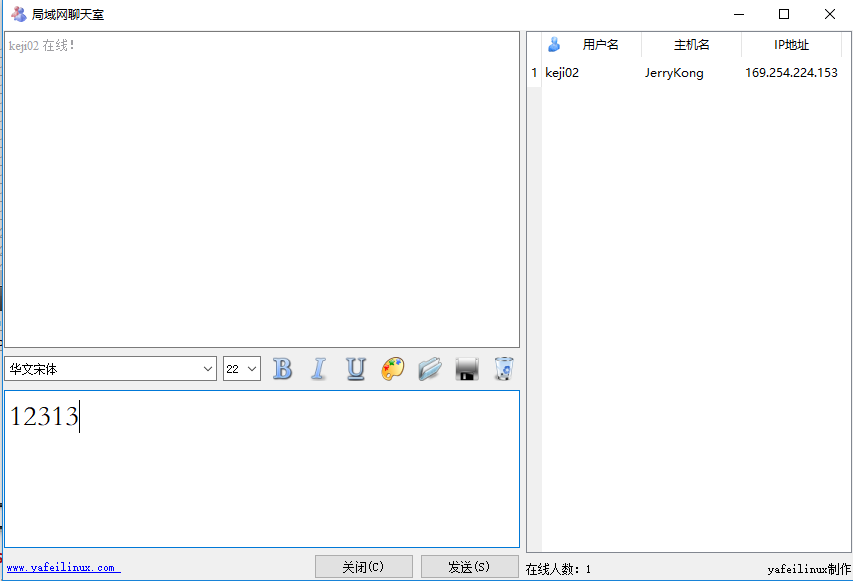 局域网聊天室
keji02 在线!
用户名 主机名 IP地址
1 keji02 JerryKong 169.254.224.153
华文宋体 22 B I U
12313
www.yafeilinux.com 关闭(C) 发送(S) 在线人数: 1 yafeilinux制作